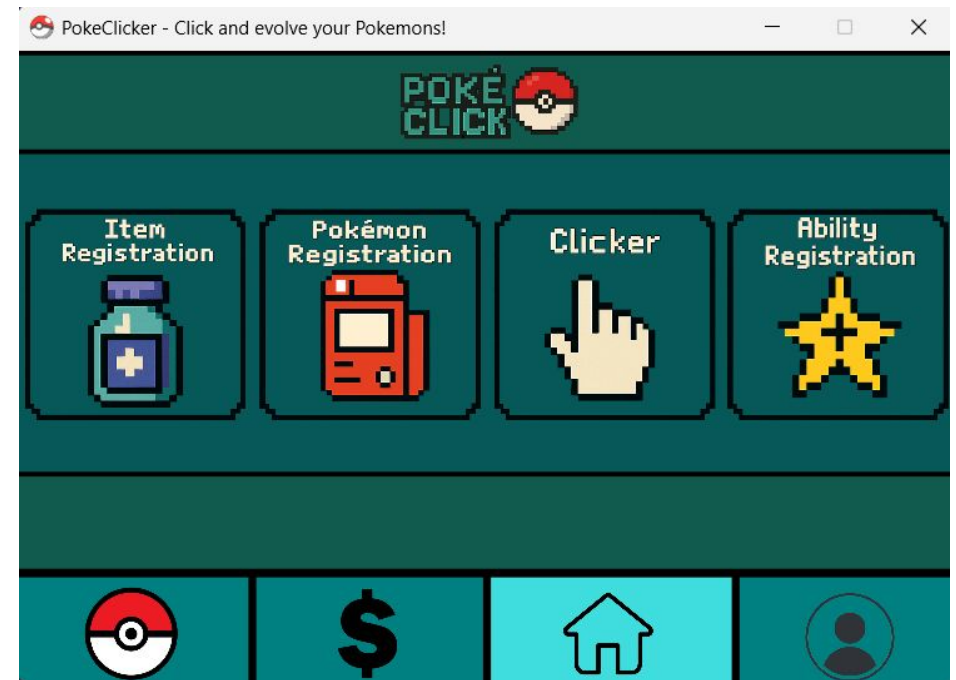 PokeClicker - Click and evolve your Pokemons!
POKÉ
CLICK
Item
Registration
Pokémon
Registration
Clicker
Ability
Registration
$